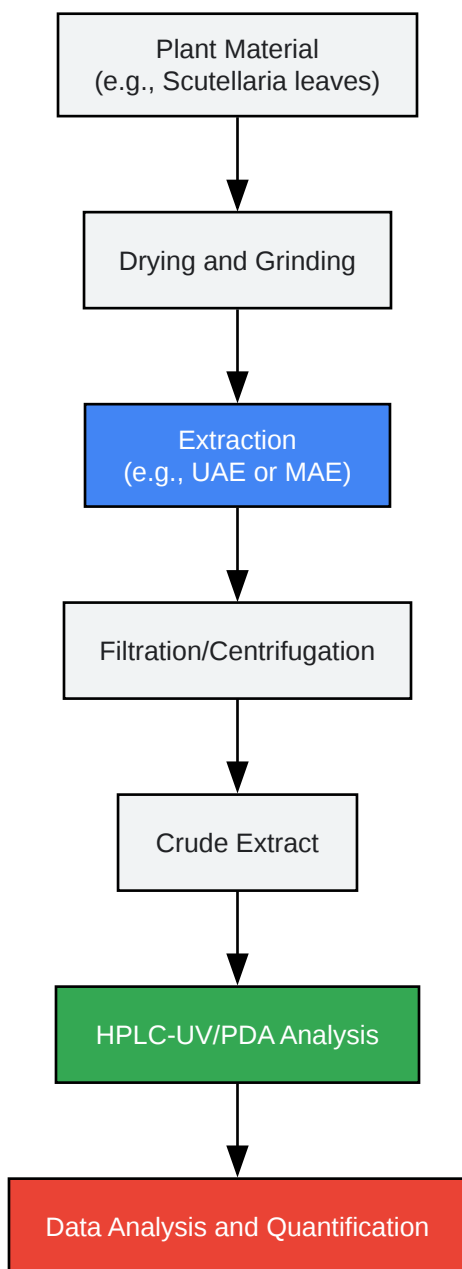 Plant Material
(e.g., Scutellaria leaves)
Drying and Grinding
Extraction
(e.g., UAE or MAE)
Filtration/Centrifugation
Crude Extract
HPLC-UV/PDA Analysis
Data Analysis and Quantification